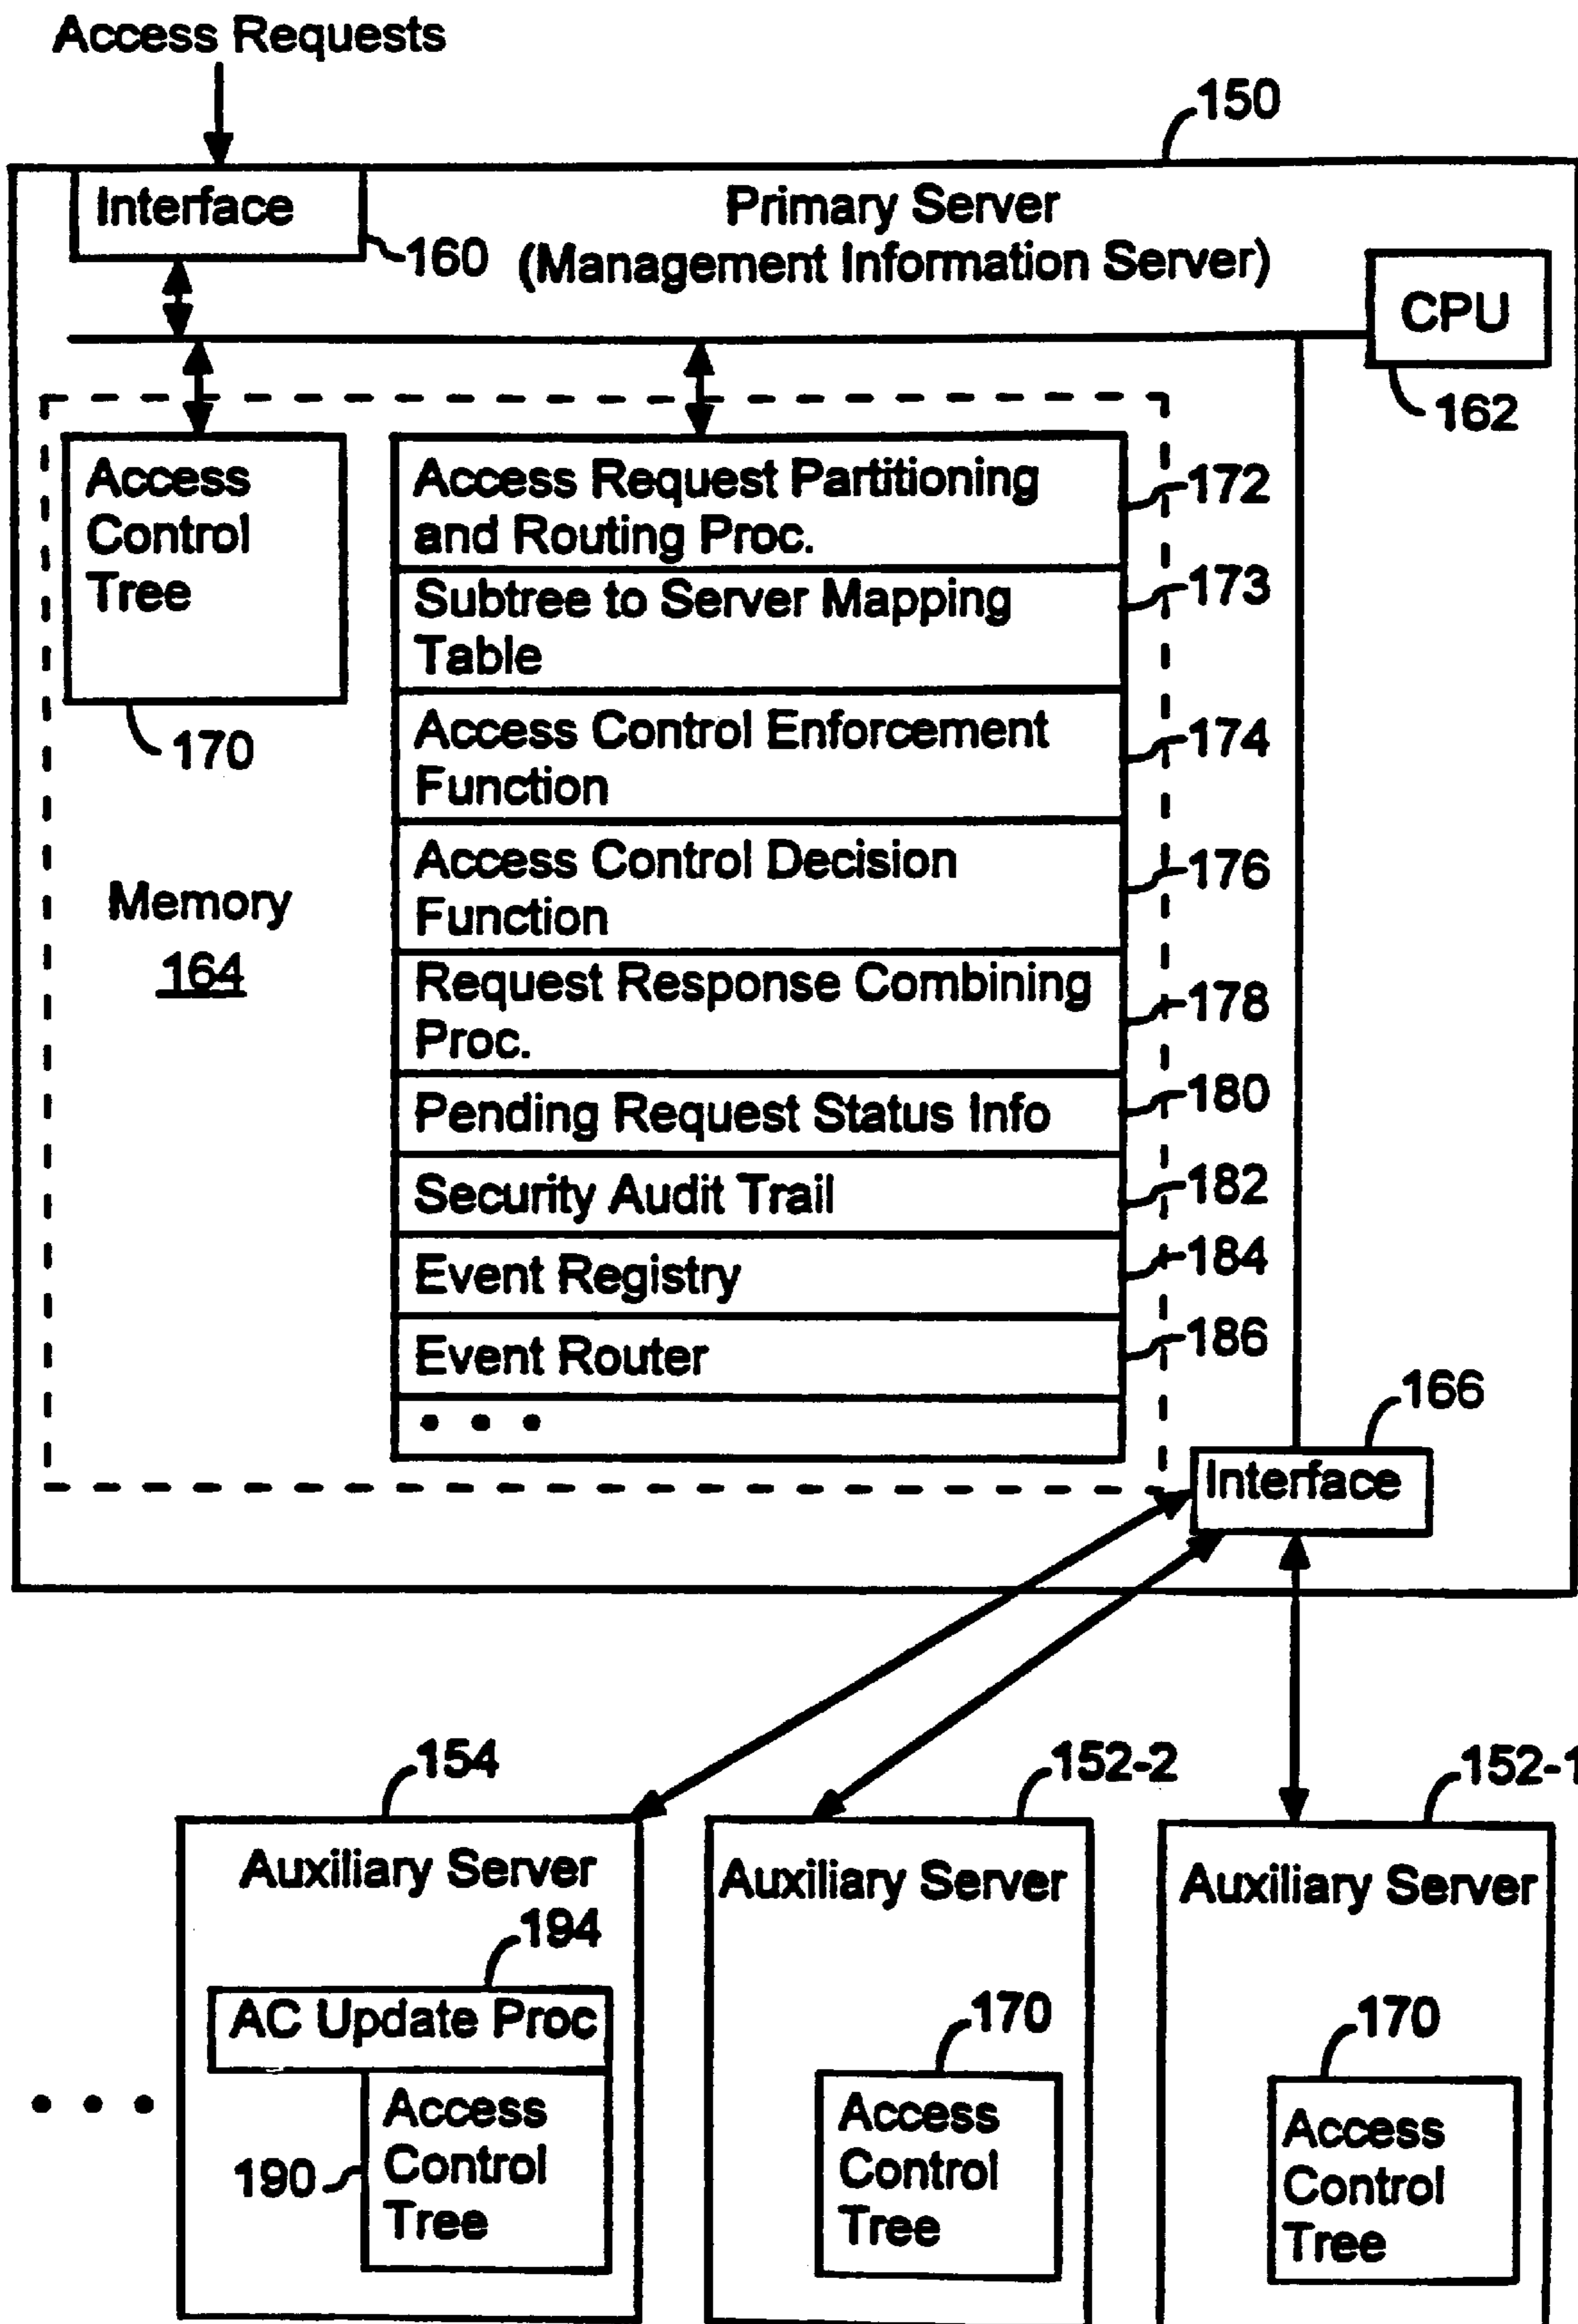 Access Requests
150
Interface
Primary Server
160
(Management Information Server)
CPU
162
Access
Control
Tree
170
Memory
164
Access Request Partitioning
and Routing Proc.
172
Subtree to Server Mapping
Table
173
Access Control Enforcement
Function
174
Access Control Decision
Function
176
Request Response Combining
Proc.
178
Pending Request Status Info
180
Security Audit Trail
182
Event Registry
184
Event Router
186
• • •
166
Interface
154
Auxiliary Server
194
AC Update Proc
Access
Control
Tree
190
• • •
152-2
Auxiliary Server
170
Access
Control
Tree
152-1
Auxiliary Server
170
Access
Control
Tree